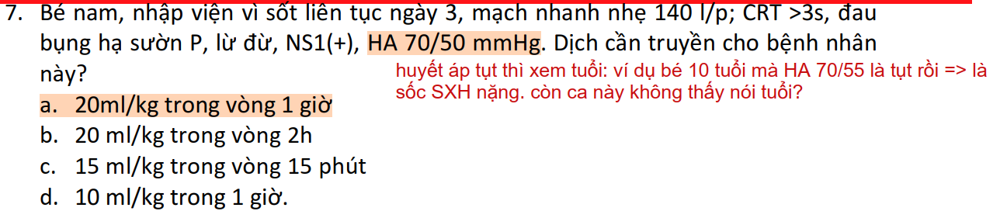 7. Bé nam, nhập viện vì sốt liên tục ngày 3, mạch nhanh nhẹ 140 l/p; CRT >3s, đau
bụng hạ sườn P, lừ đừ, NS1(+), HA 70/50 mmHg. Dịch cần truyền cho bệnh nhân
này?
huyết áp tụt thì xem tuổi: ví dụ bé 10 tuổi mà HA 70/55 là tụt rồi => là
sốc SXH nặng. còn ca này không thấy nói tuổi?
a. 20ml/kg trong vòng 1 giờ
b. 20 ml/kg trong vòng 2h
c. 15 ml/kg trong vòng 15 phút
d. 10 ml/kg trong 1 giờ.